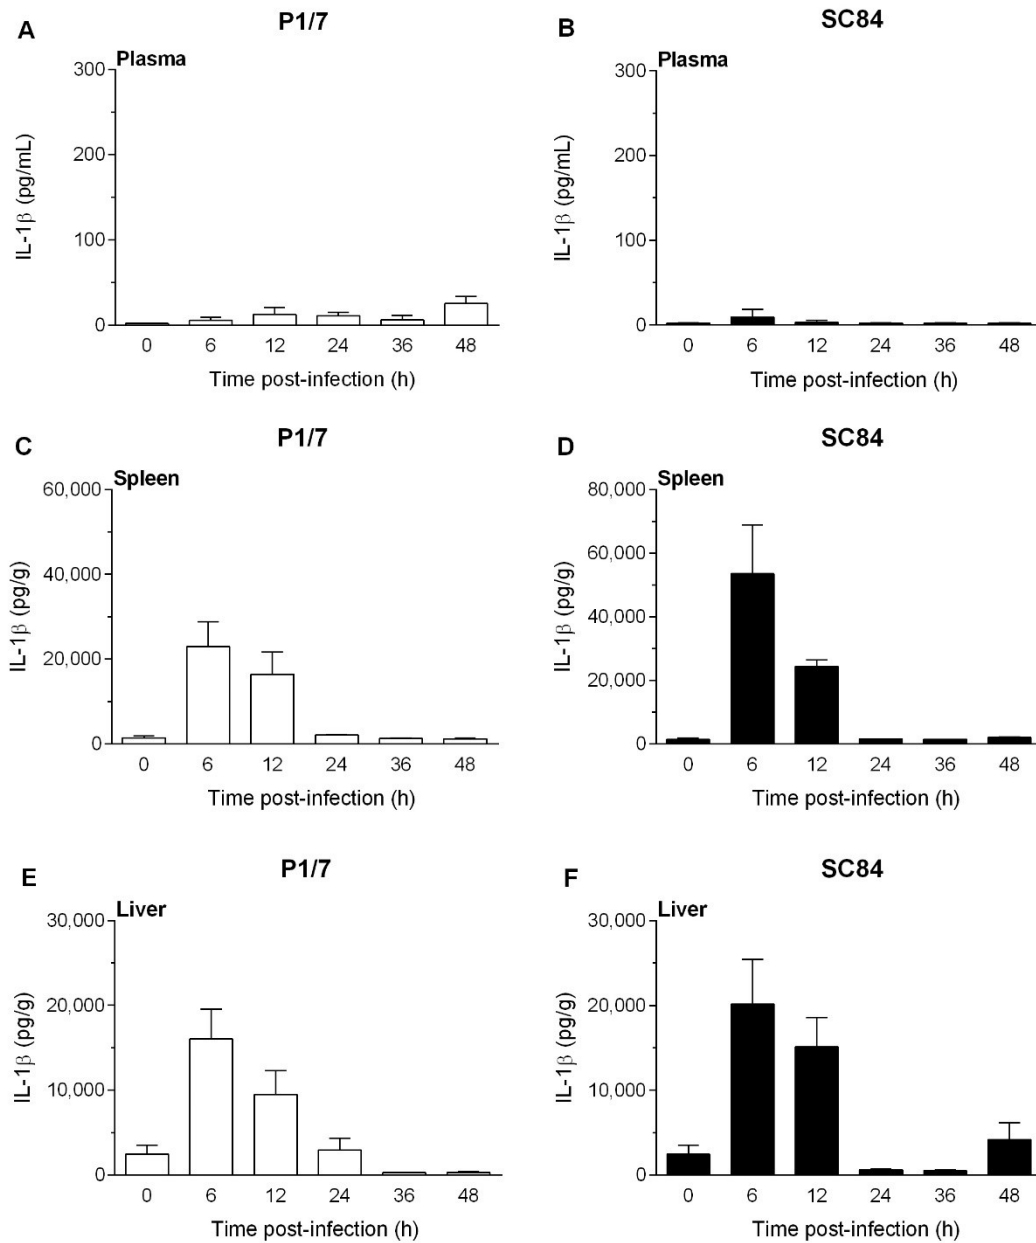 A
P1/7
Plasma
300
200
100
0
IL-1β (pg/mL)
0 6 12 24 36 48
Time post-infection (h)
B
SC84
Plasma
300
200
100
0
IL-1β (pg/mL)
0 6 12 24 36 48
Time post-infection (h)
C
P1/7
Spleen
60,000
40,000
20,000
0
IL-1β (pg/g)
0 6 12 24 36 48
Time post-infection (h)
D
SC84
Spleen
80,000
60,000
40,000
20,000
0
IL-1β (pg/g)
0 6 12 24 36 48
Time post-infection (h)
E
P1/7
Liver
30,000
20,000
10,000
0
IL-1β (pg/g)
0 6 12 24 36 48
Time post-infection (h)
F
SC84
Liver
30,000
20,000
10,000
0
IL-1β (pg/g)
0 6 12 24 36 48
Time post-infection (h)